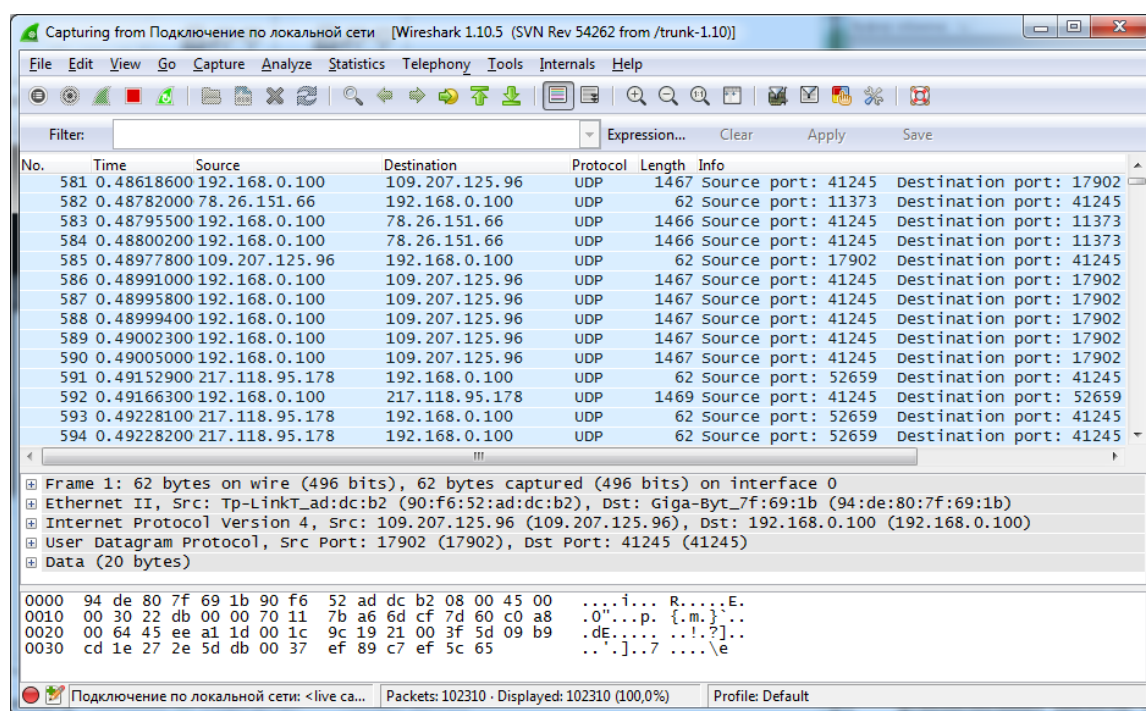 Capturing from Подключение по локальной сети [Wireshark 1.10.5 (SVN Rev 54262 from /trunk-1.10)]
File Edit View Go Capture Analyze Statistics Telephony Tools Internals Help
Filter: Expression... Clear Apply Save
No. Time Source Destination Protocol Length Info
581 0.48618600 192.168.0.100 109.207.125.96 UDP 1467 Source port: 41245 Destination port: 17902
582 0.48782000 78.26.151.66 192.168.0.100 UDP 62 Source port: 11373 Destination port: 41245
583 0.48795500 192.168.0.100 78.26.151.66 UDP 1466 Source port: 41245 Destination port: 11373
584 0.48800200 192.168.0.100 78.26.151.66 UDP 1466 Source port: 41245 Destination port: 11373
585 0.48977800 109.207.125.96 192.168.0.100 UDP 62 Source port: 17902 Destination port: 41245
586 0.48991000 192.168.0.100 109.207.125.96 UDP 1467 Source port: 41245 Destination port: 17902
587 0.48995800 192.168.0.100 109.207.125.96 UDP 1467 Source port: 41245 Destination port: 17902
588 0.48999400 192.168.0.100 109.207.125.96 UDP 1467 Source port: 41245 Destination port: 17902
589 0.49002300 192.168.0.100 109.207.125.96 UDP 1467 Source port: 41245 Destination port: 17902
590 0.49005000 192.168.0.100 109.207.125.96 UDP 1467 Source port: 41245 Destination port: 17902
591 0.49152900 217.118.95.178 192.168.0.100 UDP 62 Source port: 52659 Destination port: 41245
592 0.49166300 192.168.0.100 217.118.95.178 UDP 1469 Source port: 41245 Destination port: 52659
593 0.49228100 217.118.95.178 192.168.0.100 UDP 62 Source port: 52659 Destination port: 41245
594 0.49228200 217.118.95.178 192.168.0.100 UDP 62 Source port: 52659 Destination port: 41245
Frame 1: 62 bytes on wire (496 bits), 62 bytes captured (496 bits) on interface 0
Ethernet II, Src: Tp-LinkT_ad:dc:b2 (90:f6:52:ad:dc:b2), Dst: Giga-Byt_7f:69:1b (94:de:80:7f:69:1b)
Internet Protocol Version 4, Src: 109.207.125.96 (109.207.125.96), Dst: 192.168.0.100 (192.168.0.100)
User Datagram Protocol, Src Port: 17902 (17902), Dst Port: 41245 (41245)
Data (20 bytes)
0000 94 de 80 7f 69 1b 90 f6 52 ad dc b2 08 00 45 00 ....i... R.....E.
0010 00 30 22 db 00 00 70 11 7b a6 6d cf 7d 60 c0 a8 .0"...p. {.m.}`..
0020 00 64 45 ee a1 1d 00 1c 9c 19 21 00 3f 5d 09 b9 .dE..... ..!.?]..
0030 cd 1e 27 2e 5d db 00 37 ef 89 c7 ef 5c 65 ..'.]..7 ....\e
Подключение по локальной сети: <live ca... Packets: 102310 · Displayed: 102310 (100,0%) Profile: Default